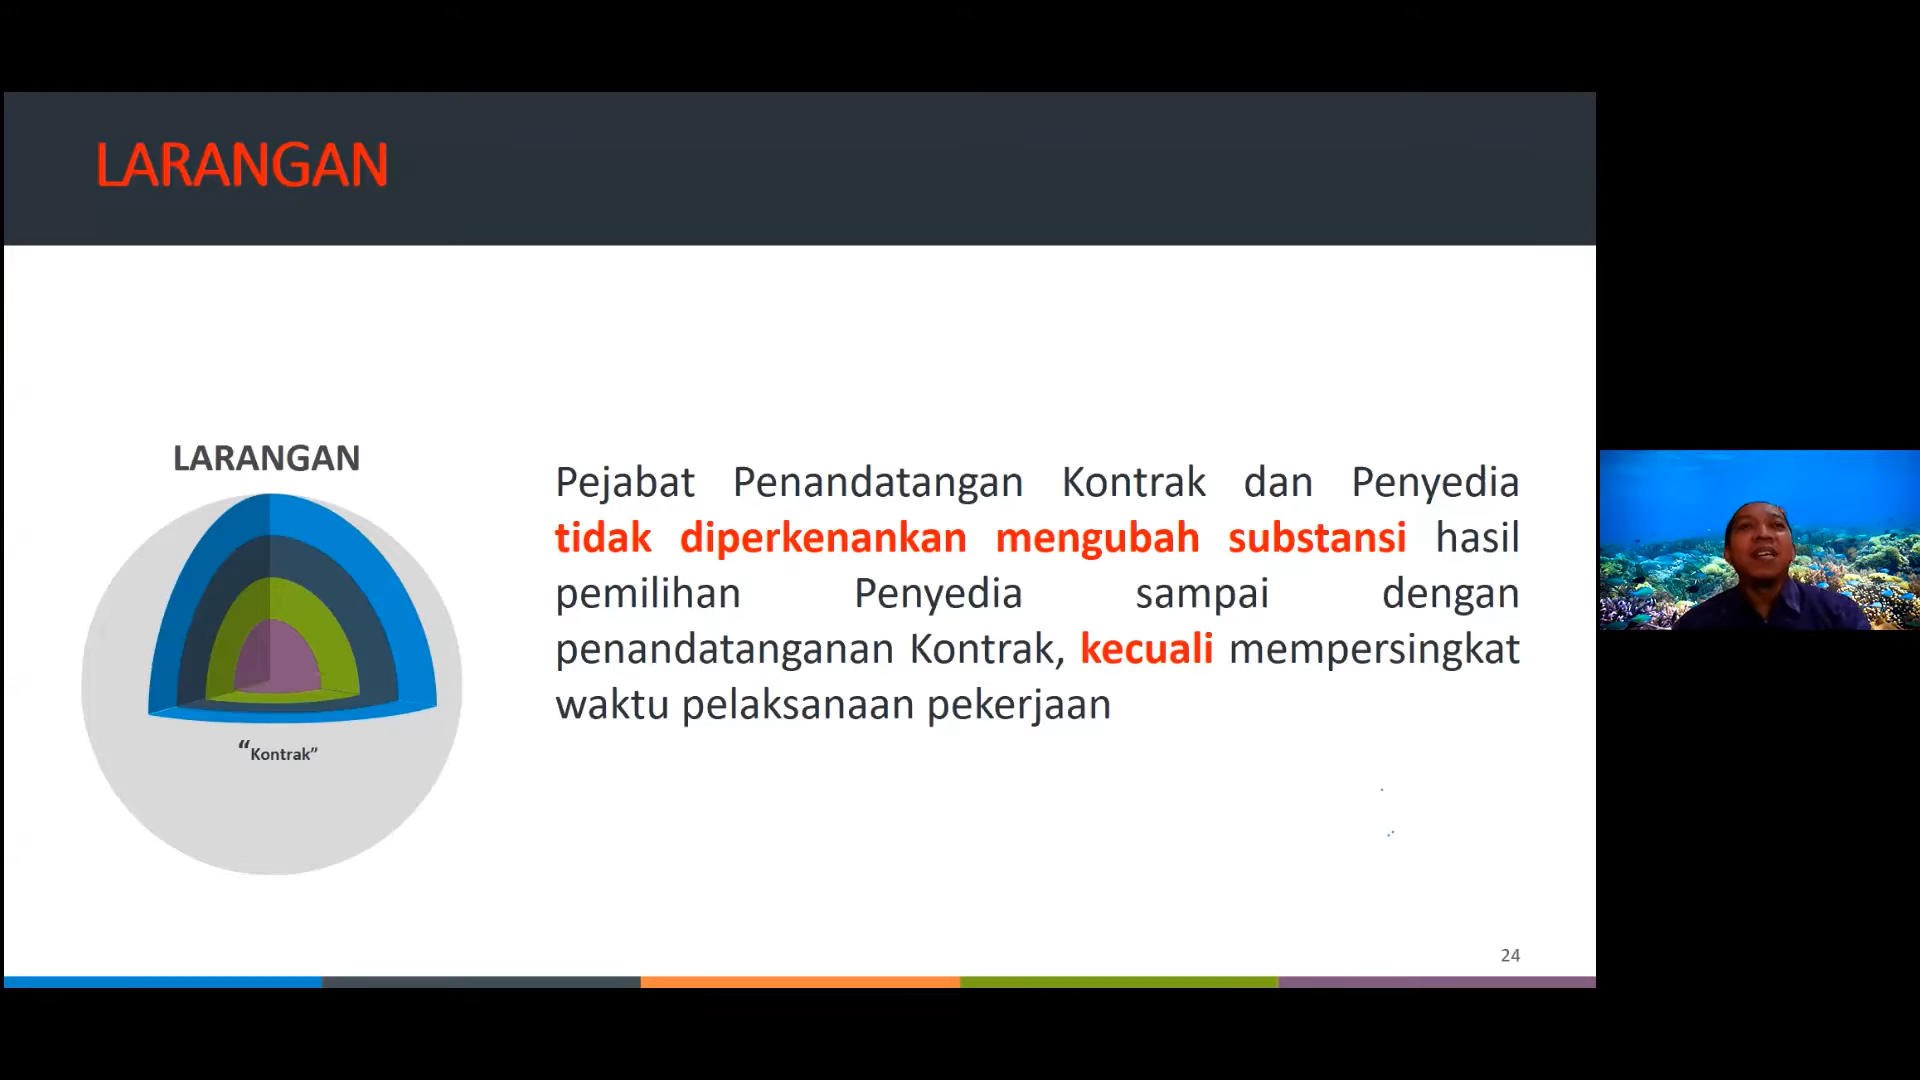 LARANGAN
LARANGAN
“Kontrak”
Pejabat Penandatangan Kontrak dan Penyedia
tidak diperkenankan mengubah substansi hasil
pemilihan Penyedia sampai dengan
penandatanganan Kontrak, kecuali mempersingkat
waktu pelaksanaan pekerjaan
24